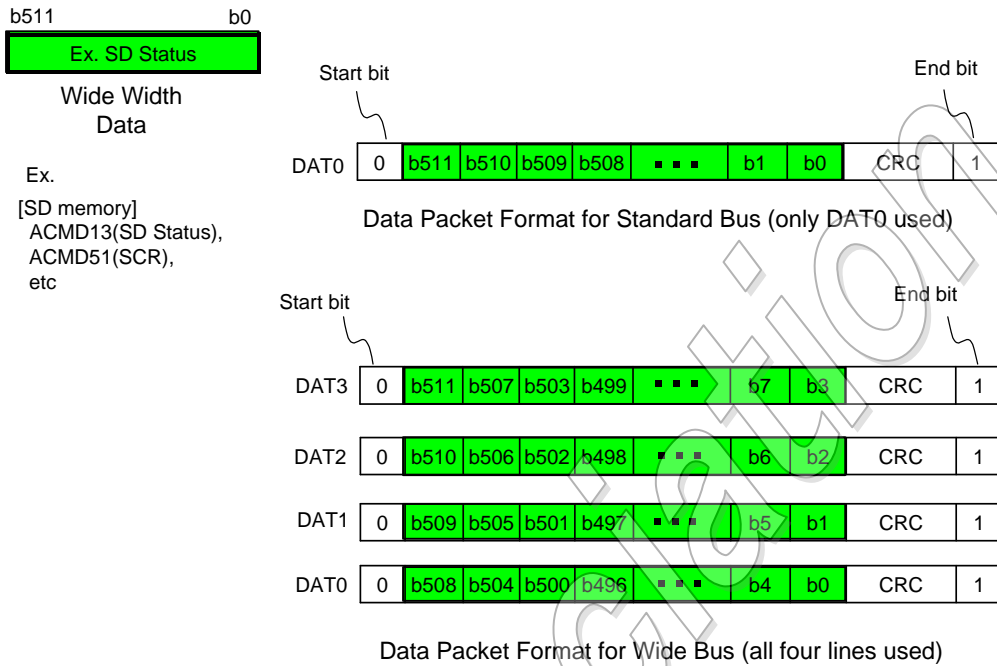 b511 b0
Ex. SD Status
Wide Width
Data
Ex.
[SD memory]
ACMD13(SD Status),
ACMD51(SCR),
etc
Start bit End bit
DAT0 0 b511 b510 b509 b508 ▪ ▪ ▪ b1 b0 CRC 1
Data Packet Format for Standard Bus (only DAT0 used)
Start bit End bit
DAT3 0 b511 b507 b503 b499 ▪ ▪ ▪ b7 b3 CRC 1
DAT2 0 b510 b506 b502 b498 ▪ ▪ ▪ b6 b2 CRC 1
DAT1 0 b509 b505 b501 b497 ▪ ▪ ▪ b5 b1 CRC 1
DAT0 0 b508 b504 b500 b496 ▪ ▪ ▪ b4 b0 CRC 1
Data Packet Format for Wide Bus (all four lines used)
ciation